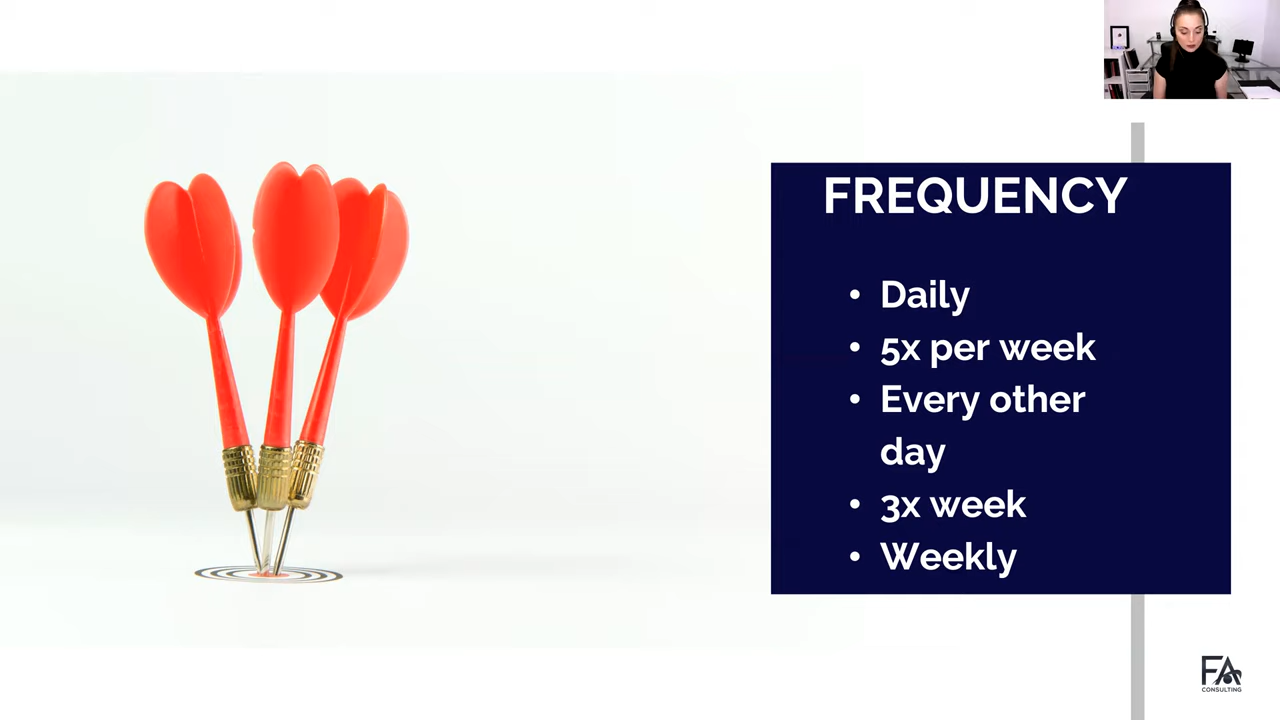 FREQUENCY
• Daily
• 5x per week
• Every other
day
• 3x week
• Weekly
FA
CONSULTING